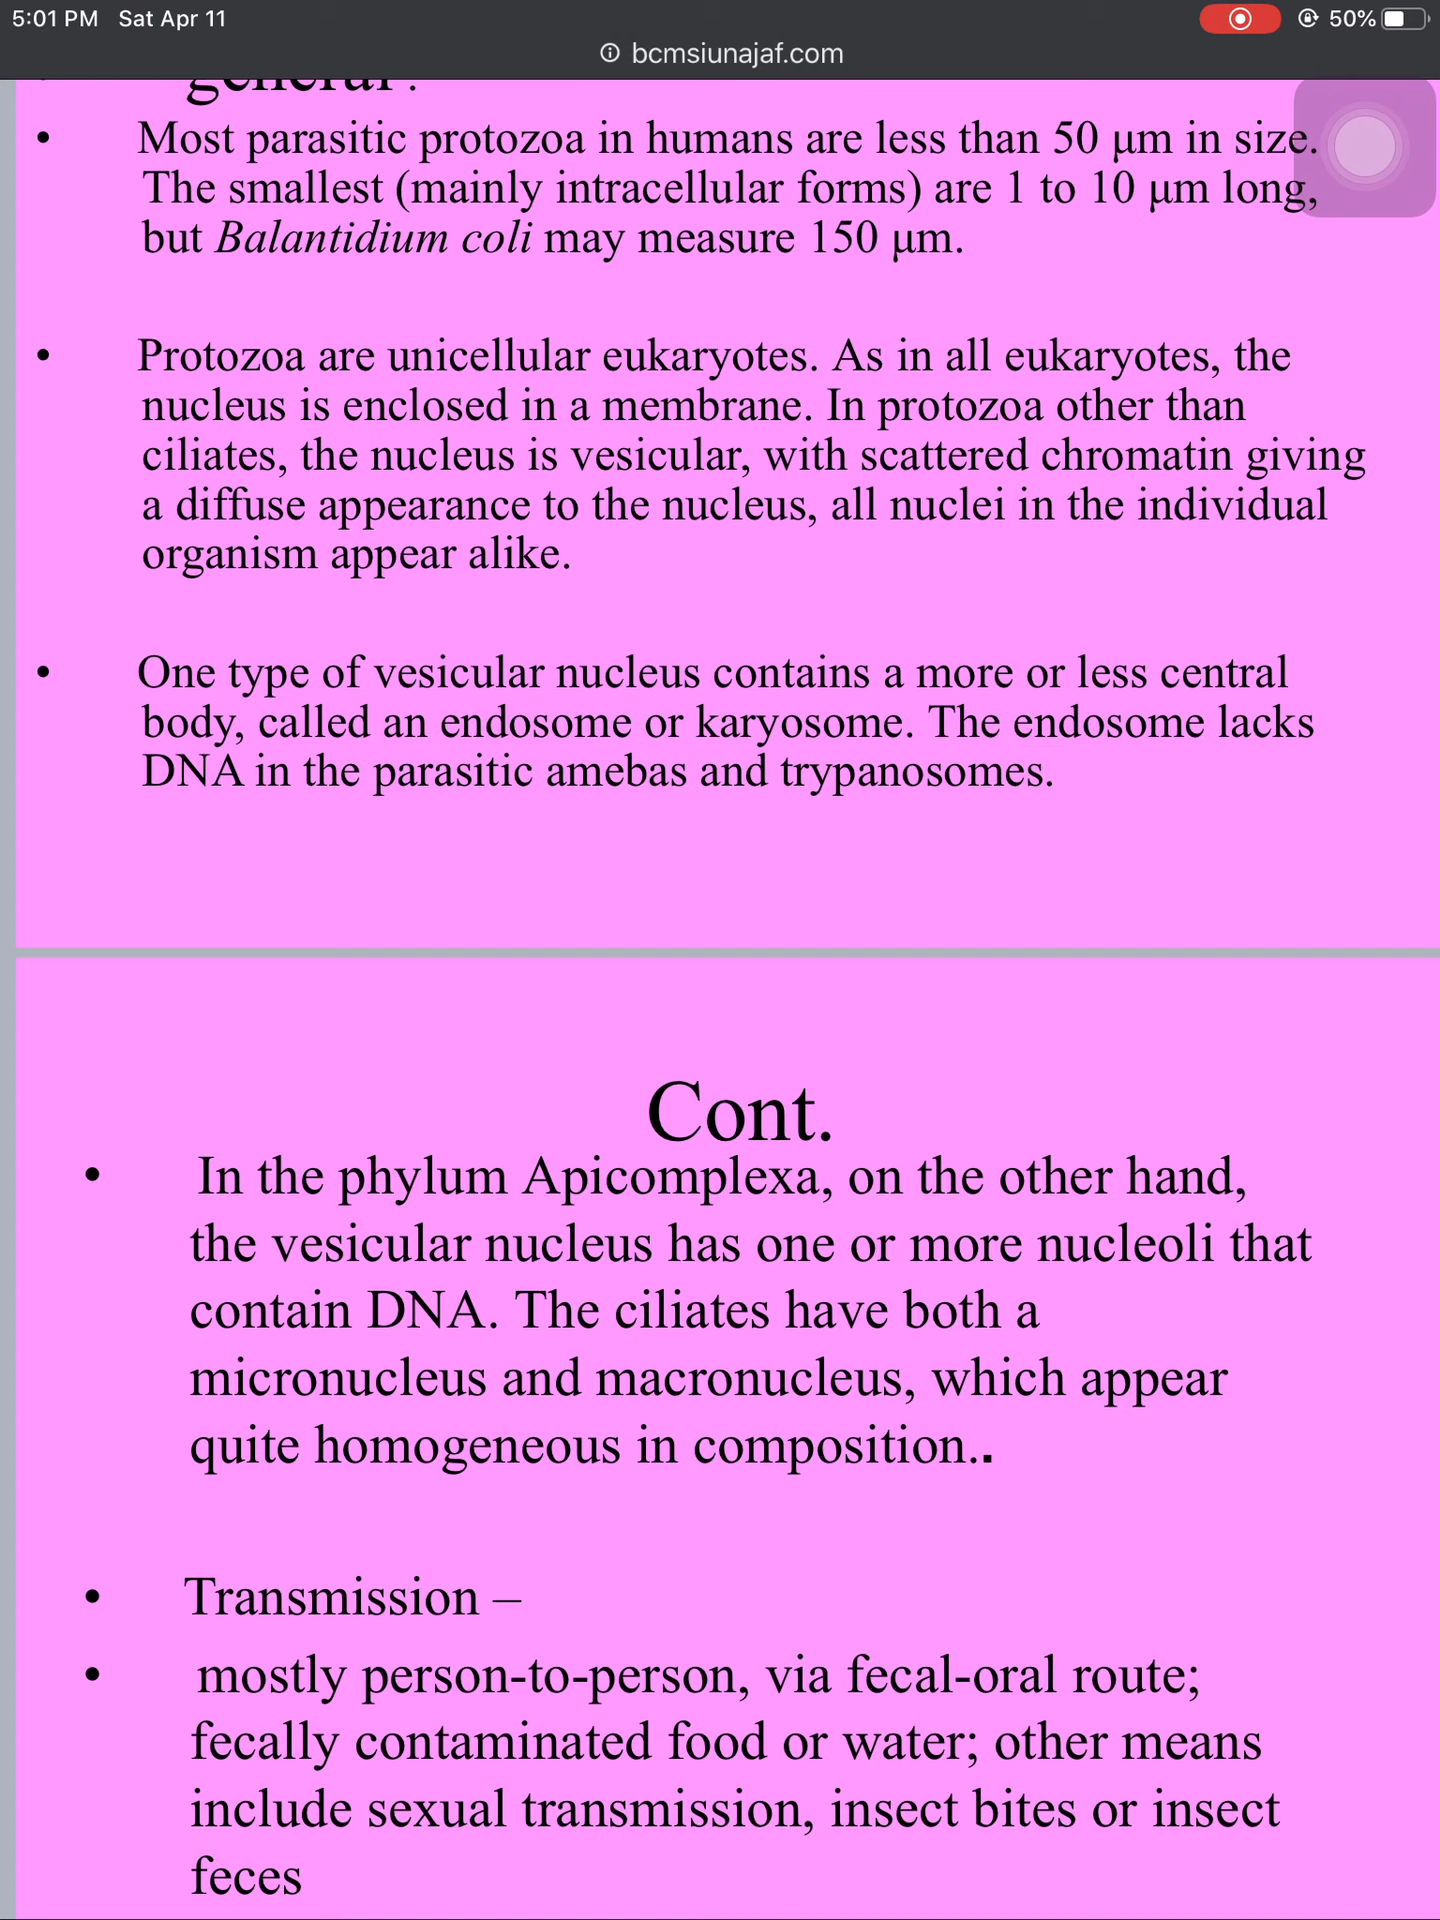 5:01 PM Sat Apr 11
50%
bcmsiunajaf.com
general:
• Most parasitic protozoa in humans are less than 50 μm in size.
The smallest (mainly intracellular forms) are 1 to 10 μm long,
but Balantidium coli may measure 150 μm.
• Protozoa are unicellular eukaryotes. As in all eukaryotes, the
nucleus is enclosed in a membrane. In protozoa other than
ciliates, the nucleus is vesicular, with scattered chromatin giving
a diffuse appearance to the nucleus, all nuclei in the individual
organism appear alike.
• One type of vesicular nucleus contains a more or less central
body, called an endosome or karyosome. The endosome lacks
DNA in the parasitic amebas and trypanosomes.
Cont.
• In the phylum Apicomplexa, on the other hand,
the vesicular nucleus has one or more nucleoli that
contain DNA. The ciliates have both a
micronucleus and macronucleus, which appear
quite homogeneous in composition..
• Transmission –
• mostly person-to-person, via fecal-oral route;
fecally contaminated food or water; other means
include sexual transmission, insect bites or insect
feces